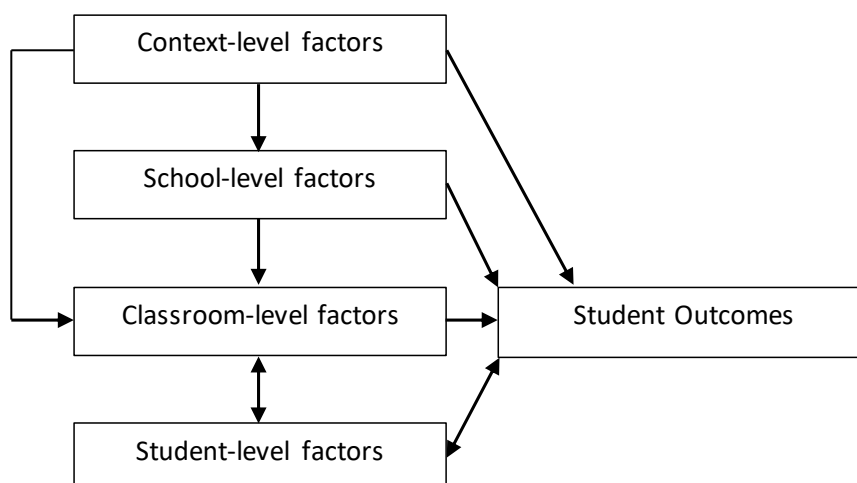 Context-level factors
School-level factors
Classroom-level factors
Student Outcomes
Student-level factors